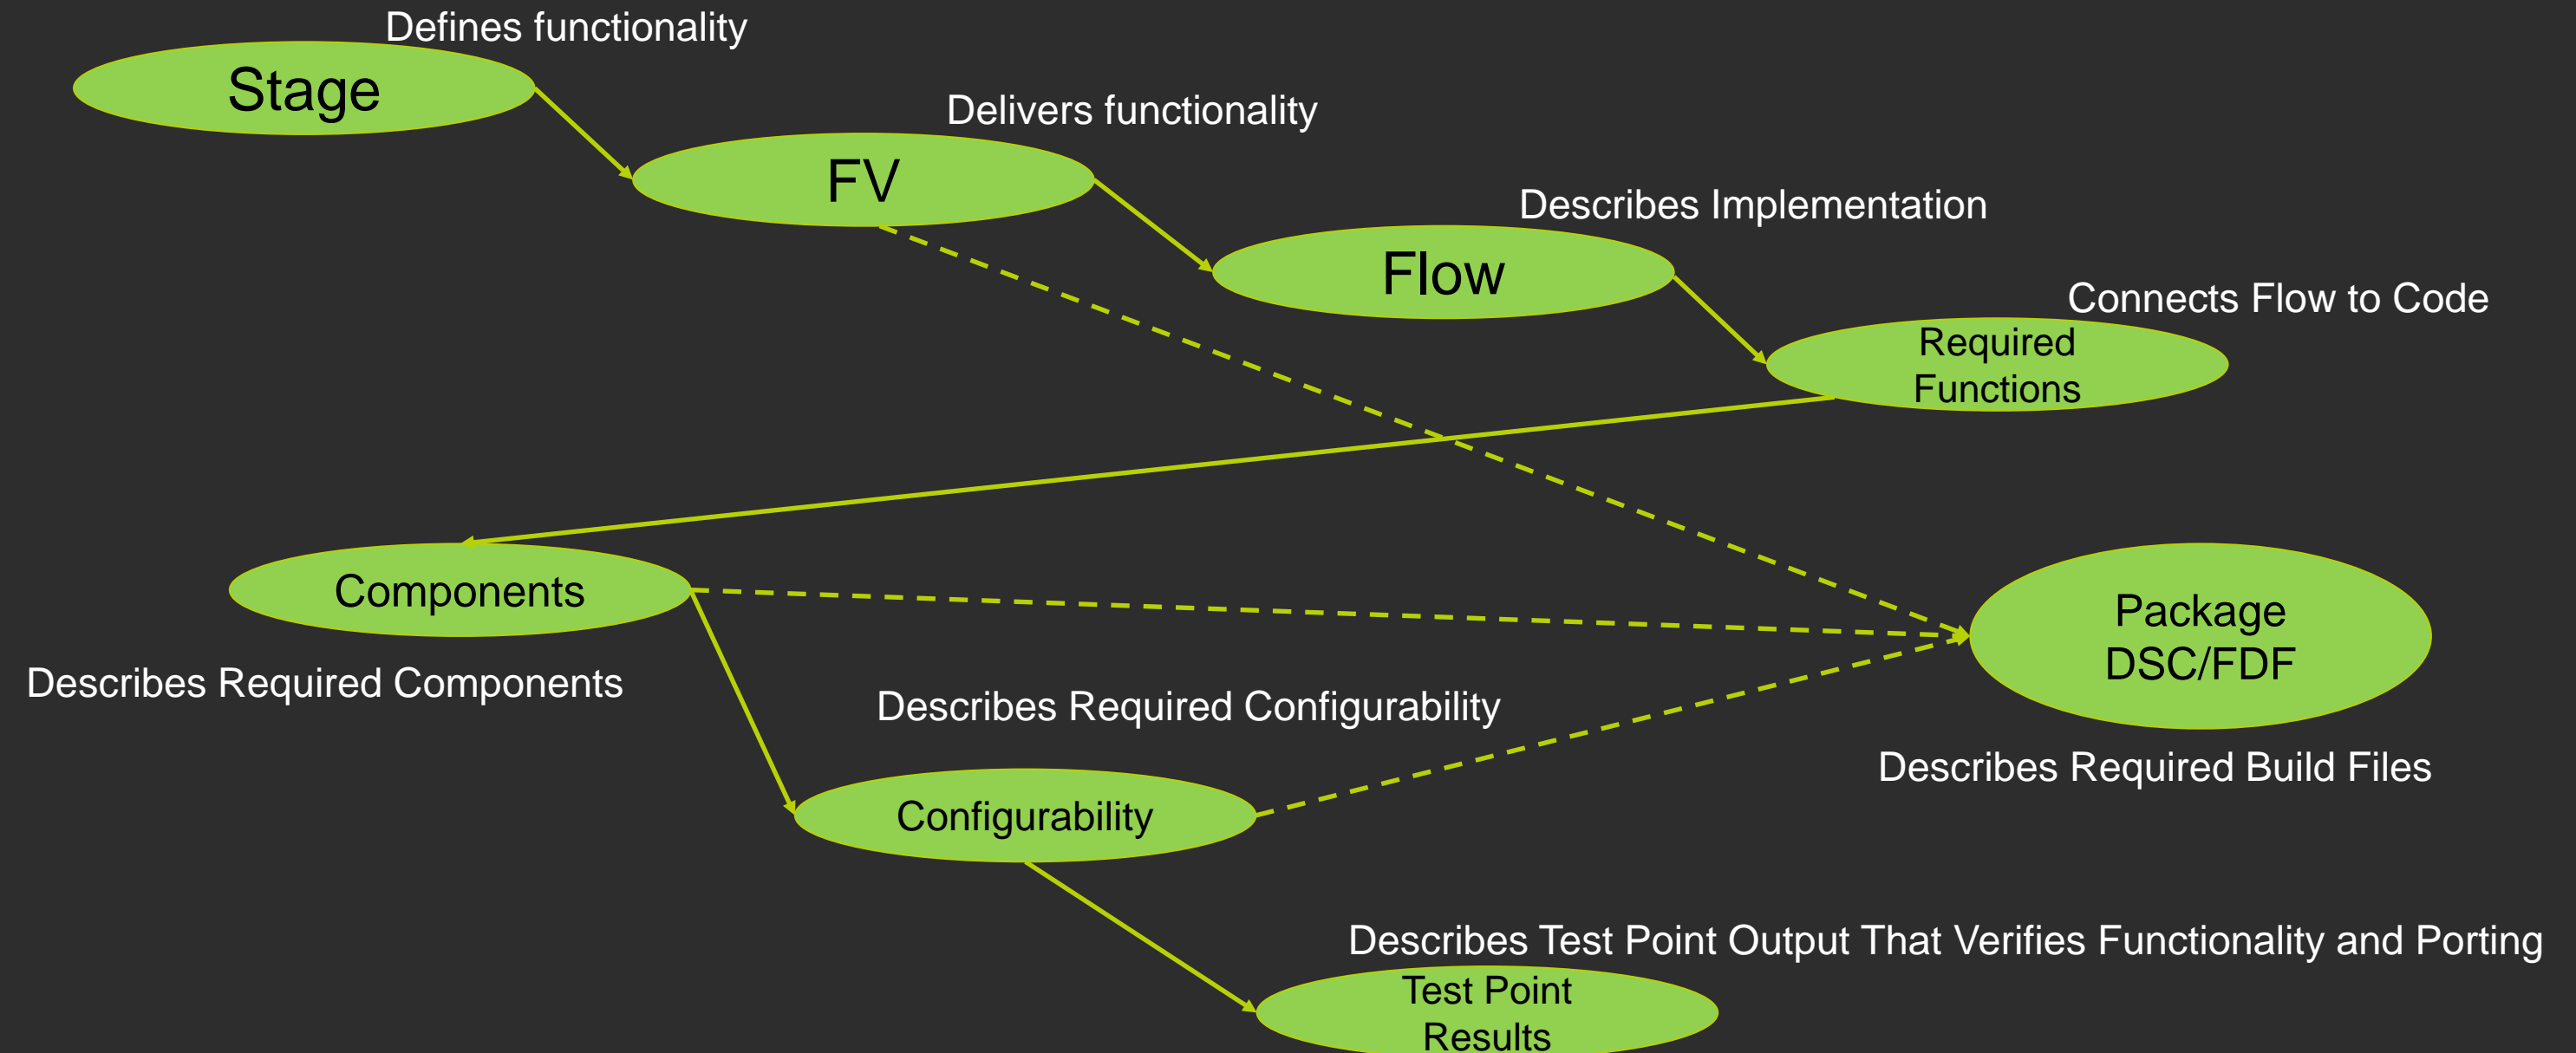 Defines functionality
Stage
Delivers functionality
FV
Describes Implementation
Flow
Connects Flow to Code
Required
Functions
Components
Describes Required Components
Package
DSC/FDF
Describes Required Build Files
Describes Required Configurability
Configurability
Describes Test Point Output That Verifies Functionality and Porting
Test Point
Results